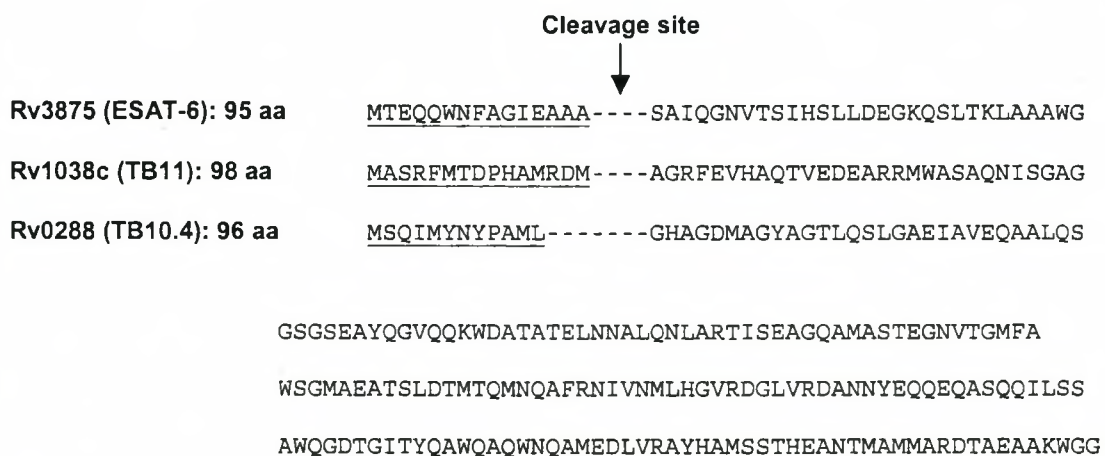 Cleavage site
Rv3875 (ESAT-6): 95 aa MTEQQWNFAGIEAAA----SAIQGNVTSIHSLLDEGKQSLTKLAAAWG
Rv1038c (TB11): 98 aa MASRFMTDPHAMRDM----AGRFEVHAQTVEDEARRMWASAQNISGAG
Rv0288 (TB10.4): 96 aa MSQIMYNYPAML-------GHAGDMAGYAGTLQSLGAEIAVEQAALQS
GSGSEAYQGVQQKWDATATELNNALQNLARTISEAGQAMASTEGNVTGMFA
WSGMAEATSLDTMTQMNQAFRNIVNMLHGVRDGLVRDANNYEQQEQASQQILSS
AWQGDTGITYQAWQAQWNQAMEDLVRAYHAMSSTHEANTMAMMARDTAEAAKWGG